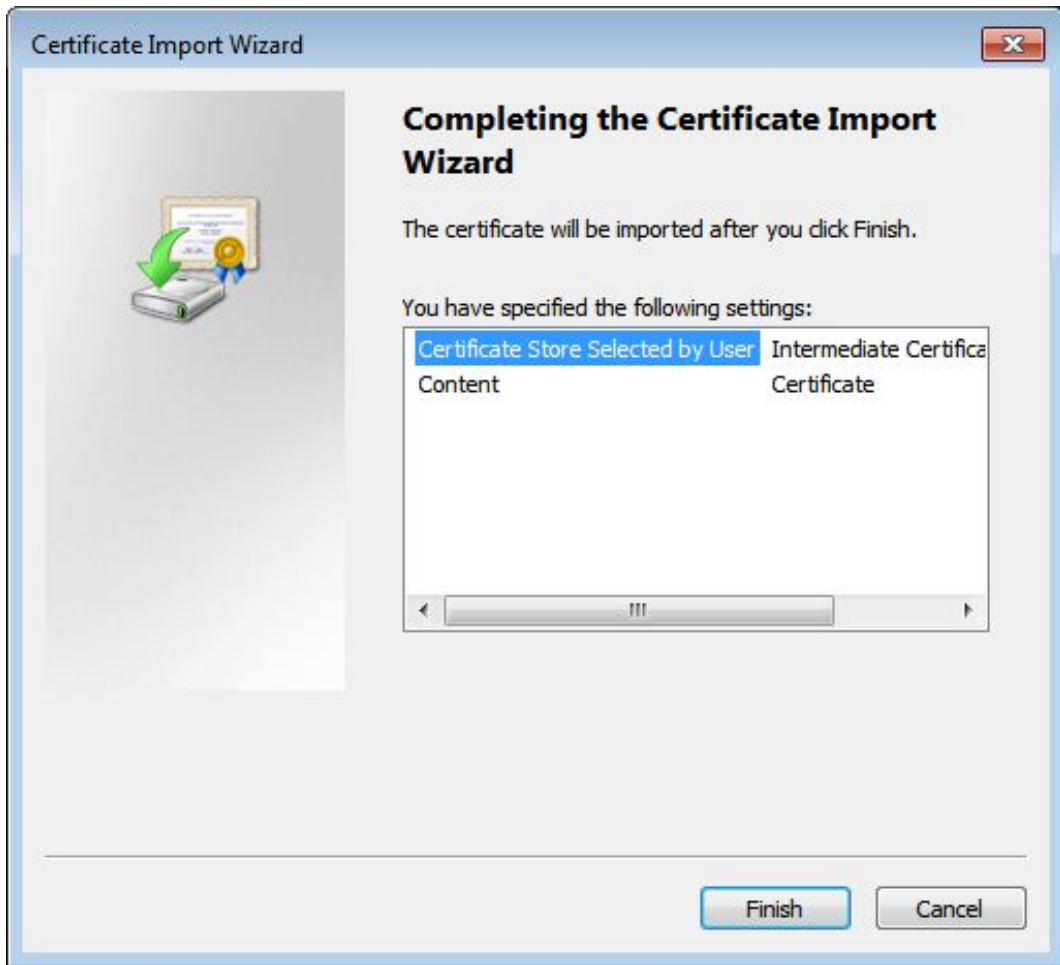 Certificate Import Wizard
Completing the Certificate Import
Wizard
The certificate will be imported after you click Finish.
You have specified the following settings:
Certificate Store Selected by User Intermediate Certifica
Content Certificate
Finish Cancel